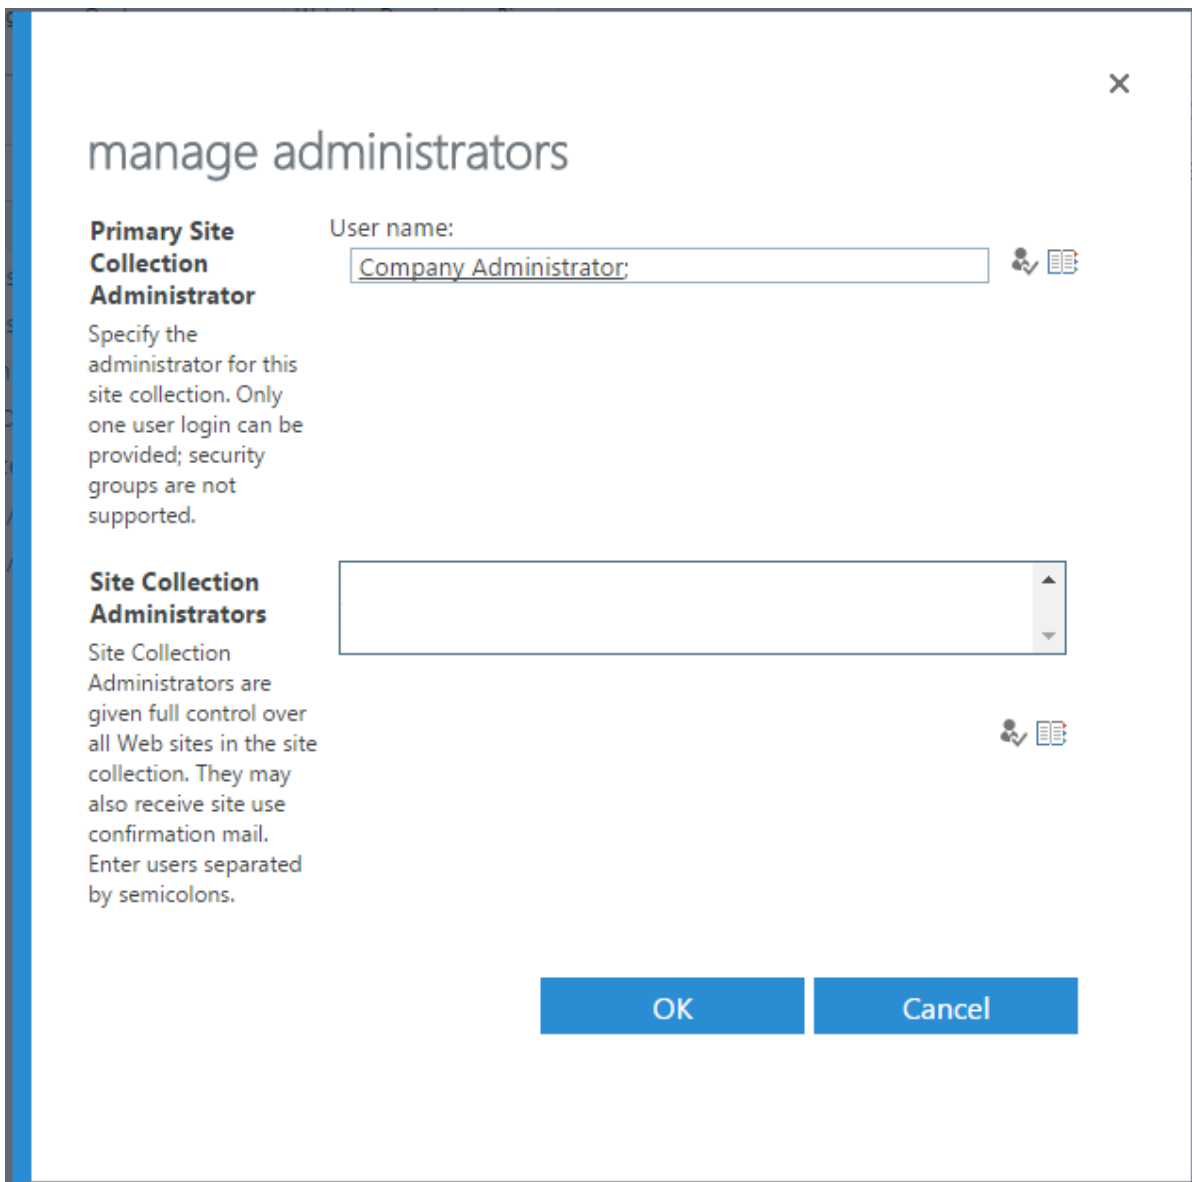 manage administrators
Primary Site
Collection
Administrator
Specify the
administrator for this
site collection. Only
one user login can be
provided; security
groups are not
supported.
User name:
Company Administrator;
Site Collection
Administrators
Site Collection
Administrators are
given full control over
all Web sites in the site
collection. They may
also receive site use
confirmation mail.
Enter users separated
by semicolons.
OK
Cancel